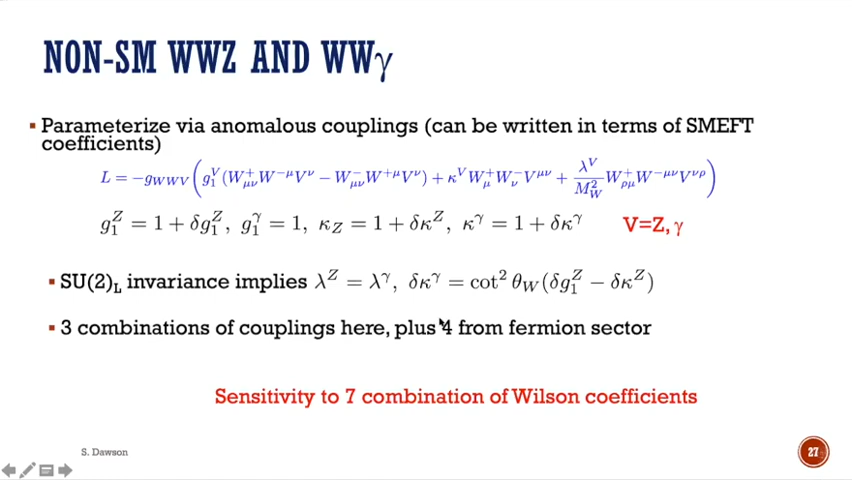 NON-SM WWZ AND WWγ
▪ Parameterize via anomalous couplings (can be written in terms of SMEFT
coefficients)
L = −g_{WWV}(g_1^V(W^+_{μν}W^{−μ}V^ν − W^−_{μν}W^{+μ}V^ν) + κ^V W^+_μ W^−_ν V^{μν} + \frac{λ^V}{M_W^2} W^+_{ρμ}W^{−μν}V^{νρ})
g_1^Z = 1 + δg_1^Z, g_1^γ = 1, κ_Z = 1 + δκ^Z, κ^γ = 1 + δκ^γ V=Z, γ
▪ SU(2)_L invariance implies λ^Z = λ^γ, δκ^γ = cot^2 θ_W(δg_1^Z − δκ^Z)
▪ 3 combinations of couplings here, plus 4 from fermion sector
Sensitivity to 7 combination of Wilson coefficients
S. Dawson
27